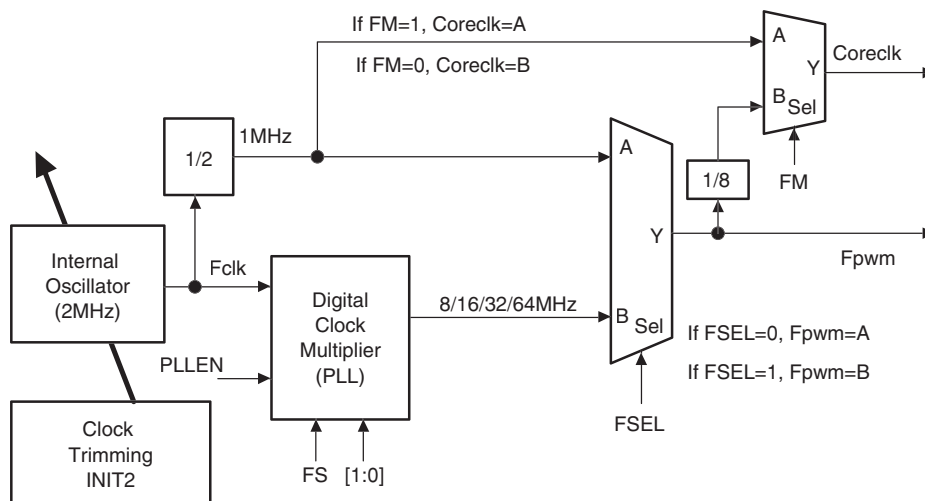 If FM=1, Coreclk=A
If FM=0, Coreclk=B
A
Y
B
Sel
Coreclk
FM
1/2
1MHz
A
Y
B
Sel
1/8
Fpwm
Internal
Oscillator
(2MHz)
Fclk
PLLEN
Digital
Clock
Multiplier
(PLL)
8/16/32/64MHz
If FSEL=0, Fpwm=A
If FSEL=1, Fpwm=B
FSEL
FS [1:0]
Clock
Trimming
INIT2